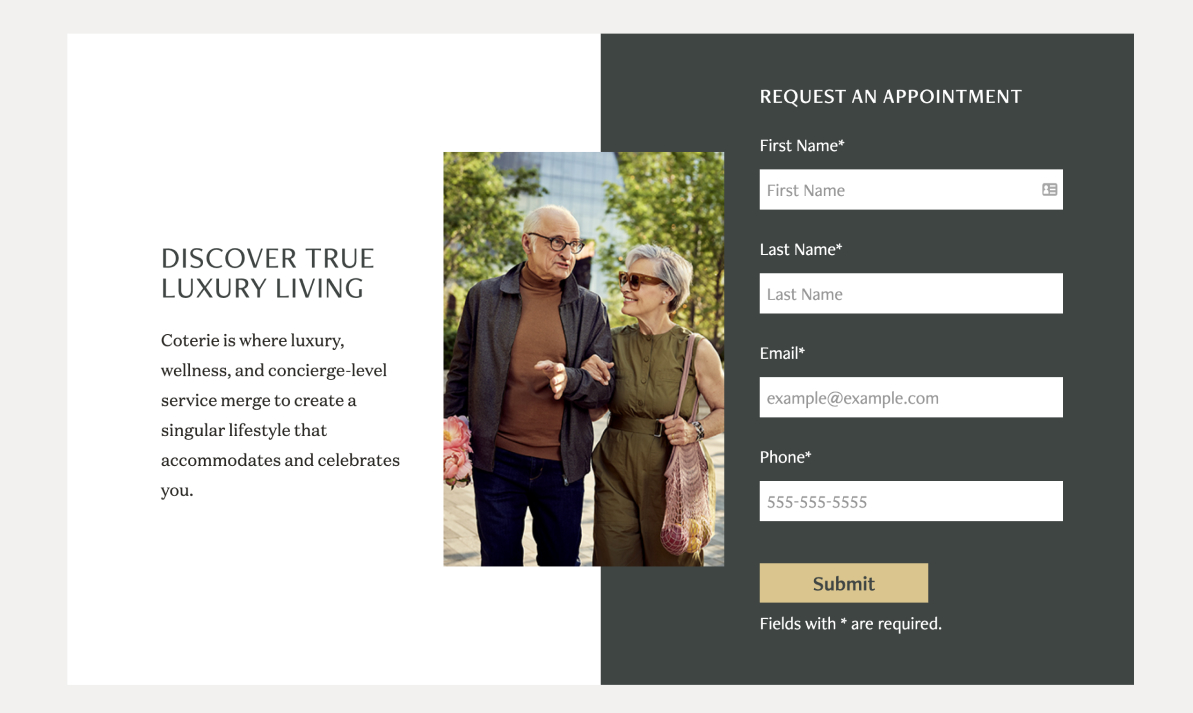 DISCOVER TRUE
LUXURY LIVING
Coterie is where luxury,
wellness, and concierge-level
service merge to create a
singular lifestyle that
accommodates and celebrates
you.
REQUEST AN APPOINTMENT
First Name*
First Name
Last Name*
Last Name
Email*
example@example.com
Phone*
555-555-5555
Submit
Fields with * are required.